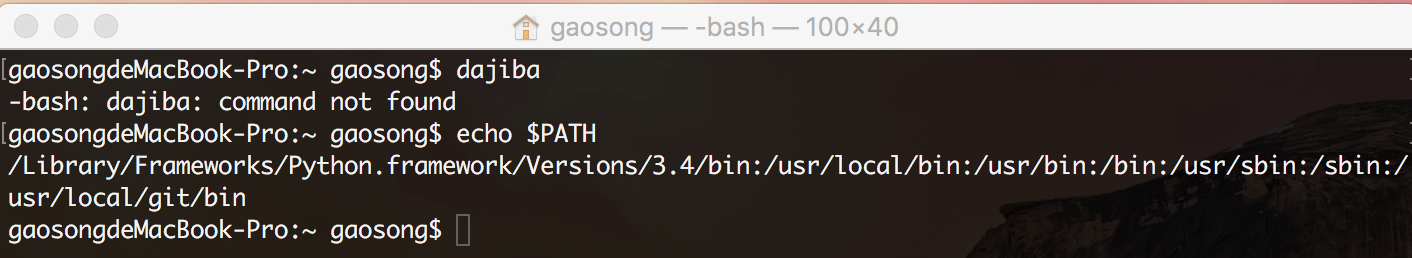 gaosong — -bash — 100×40
[gaosongdeMacBook-Pro:~ gaosong$ dajiba
-bash: dajiba: command not found
[gaosongdeMacBook-Pro:~ gaosong$ echo $PATH
/Library/Frameworks/Python.framework/Versions/3.4/bin:/usr/local/bin:/usr/bin:/bin:/usr/sbin:/sbin:/
usr/local/git/bin
gaosongdeMacBook-Pro:~ gaosong$